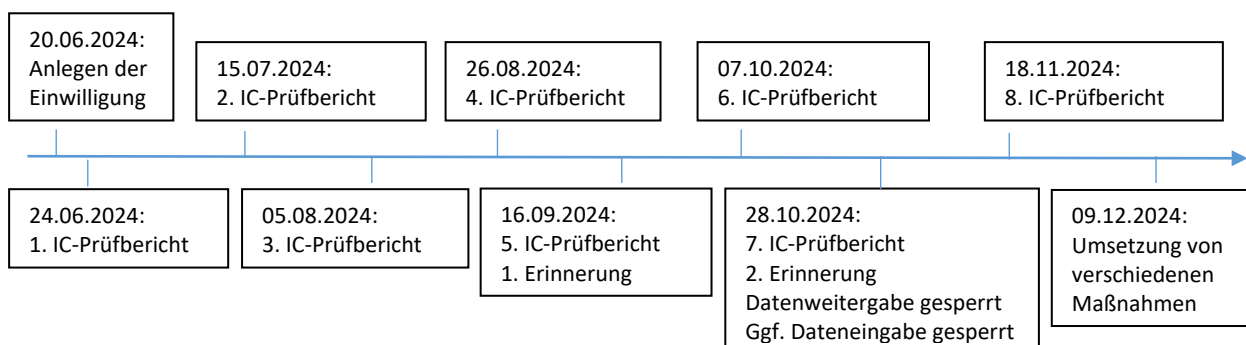 20.06.2024:
Anlegen der
Einwilligung
15.07.2024:
2. IC-Prüfbericht
26.08.2024:
4. IC-Prüfbericht
07.10.2024:
6. IC-Prüfbericht
18.11.2024:
8. IC-Prüfbericht
24.06.2024:
1. IC-Prüfbericht
05.08.2024:
3. IC-Prüfbericht
16.09.2024:
5. IC-Prüfbericht
1. Erinnerung
28.10.2024:
7. IC-Prüfbericht
2. Erinnerung
Datenweitergabe gesperrt
Ggf. Dateneingabe gesperrt
09.12.2024:
Umsetzung von
verschiedenen
Maßnahmen